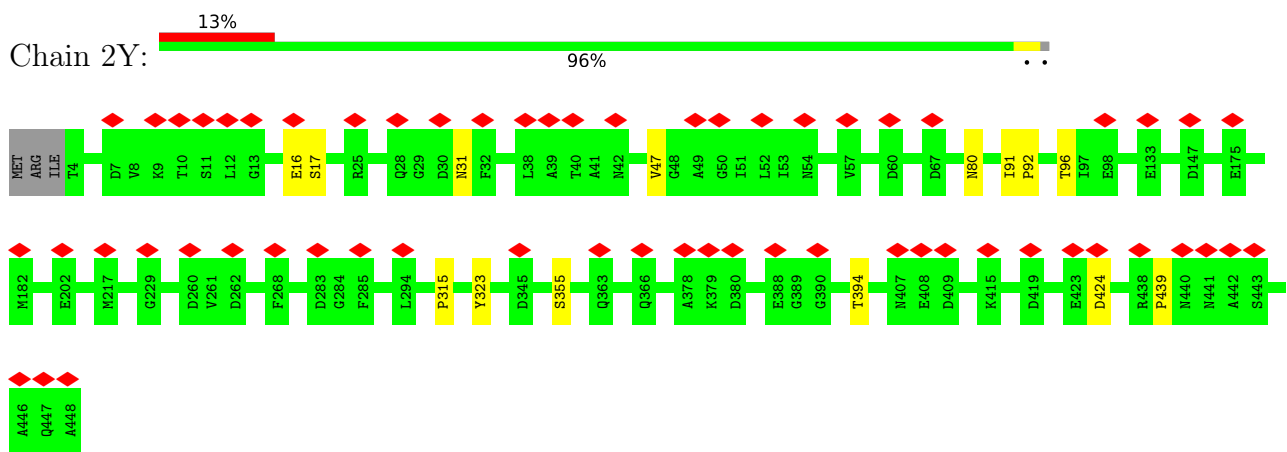 13%
Chain 2Y:
96%
• •
MET ARG ILE T4 D7 V8 K9 T10 S11 L12 G13 E16 S17 R25 Q28 G29 D30 N31 F32 L38 A39 T40 A41 N42 V47 G48 A49 G50 I51 L52 I53 N54 V57 D60 D67 N80 I91 P92 T96 I97 E98 E133 D147 E175
M182 E202 M217 G229 D260 V261 D262 F268 D283 G284 F285 L294 P315 Y323 D345 S355 Q363 Q366 A378 K379 D380 E388 G389 G390 T394 N407 E408 D409 K415 D419 E423 D424 R438 P439 N440 N441 A442 S443
A446 Q447 A448